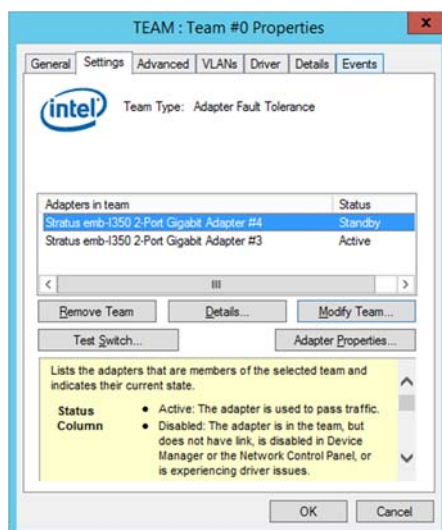 TEAM : Team #0 Properties
x
General Settings Advanced VLANs Driver Details Events
intel Team Type: Adapter Fault Tolerance
Adapters in team Status
Stratus emb-I350 2-Port Gigabit Adapter #4 Standby
Stratus emb-I350 2-Port Gigabit Adapter #3 Active
Remove Team Details... Modify Team...
Test Switch... Adapter Properties...
Lists the adapters that are members of the selected team and
indicates their current state.
Status Column
• Active: The adapter is used to pass traffic.
• Disabled: The adapter is in the team, but
does not have link, is disabled in Device
Manager or the Network Control Panel, or
is experiencing driver issues.
OK Cancel